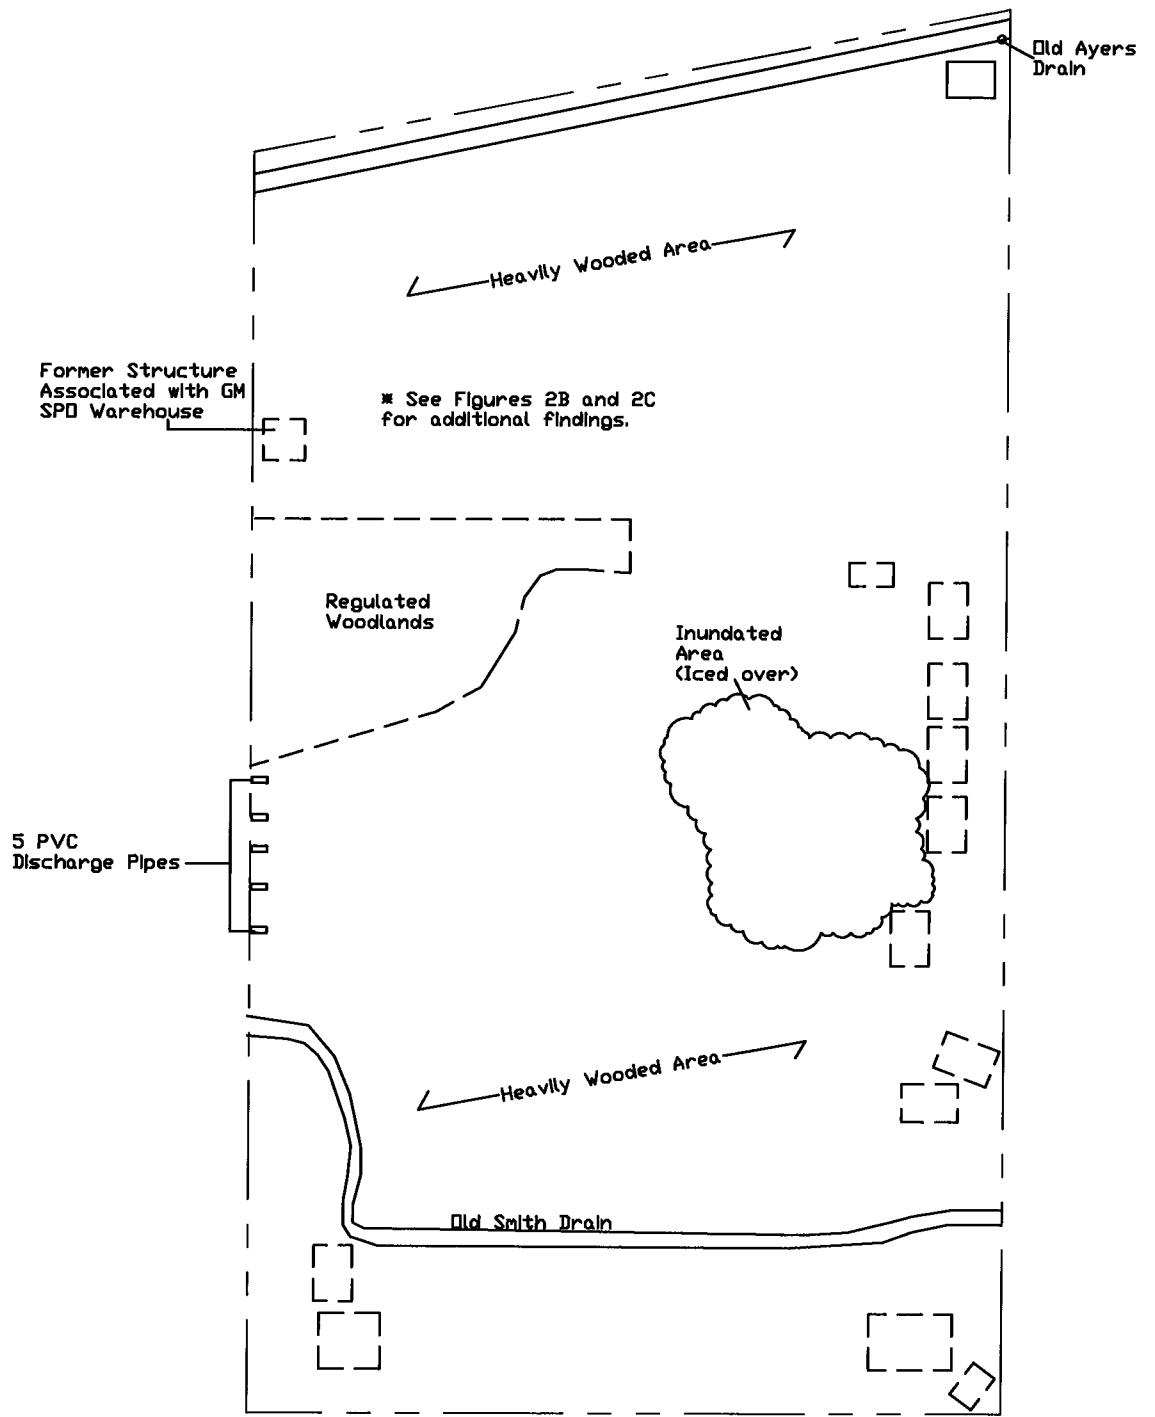 Old Ayers
Drain
Heavily Wooded Area
Former Structure
Associated with GM
SPO Warehouse
* See Figures 2B and 2C
for additional findings.
Regulated
Woodlands
Inundated
Area
(Iced over)
5 PVC
Discharge Pipes
Heavily Wooded Area
Old Smith Drain